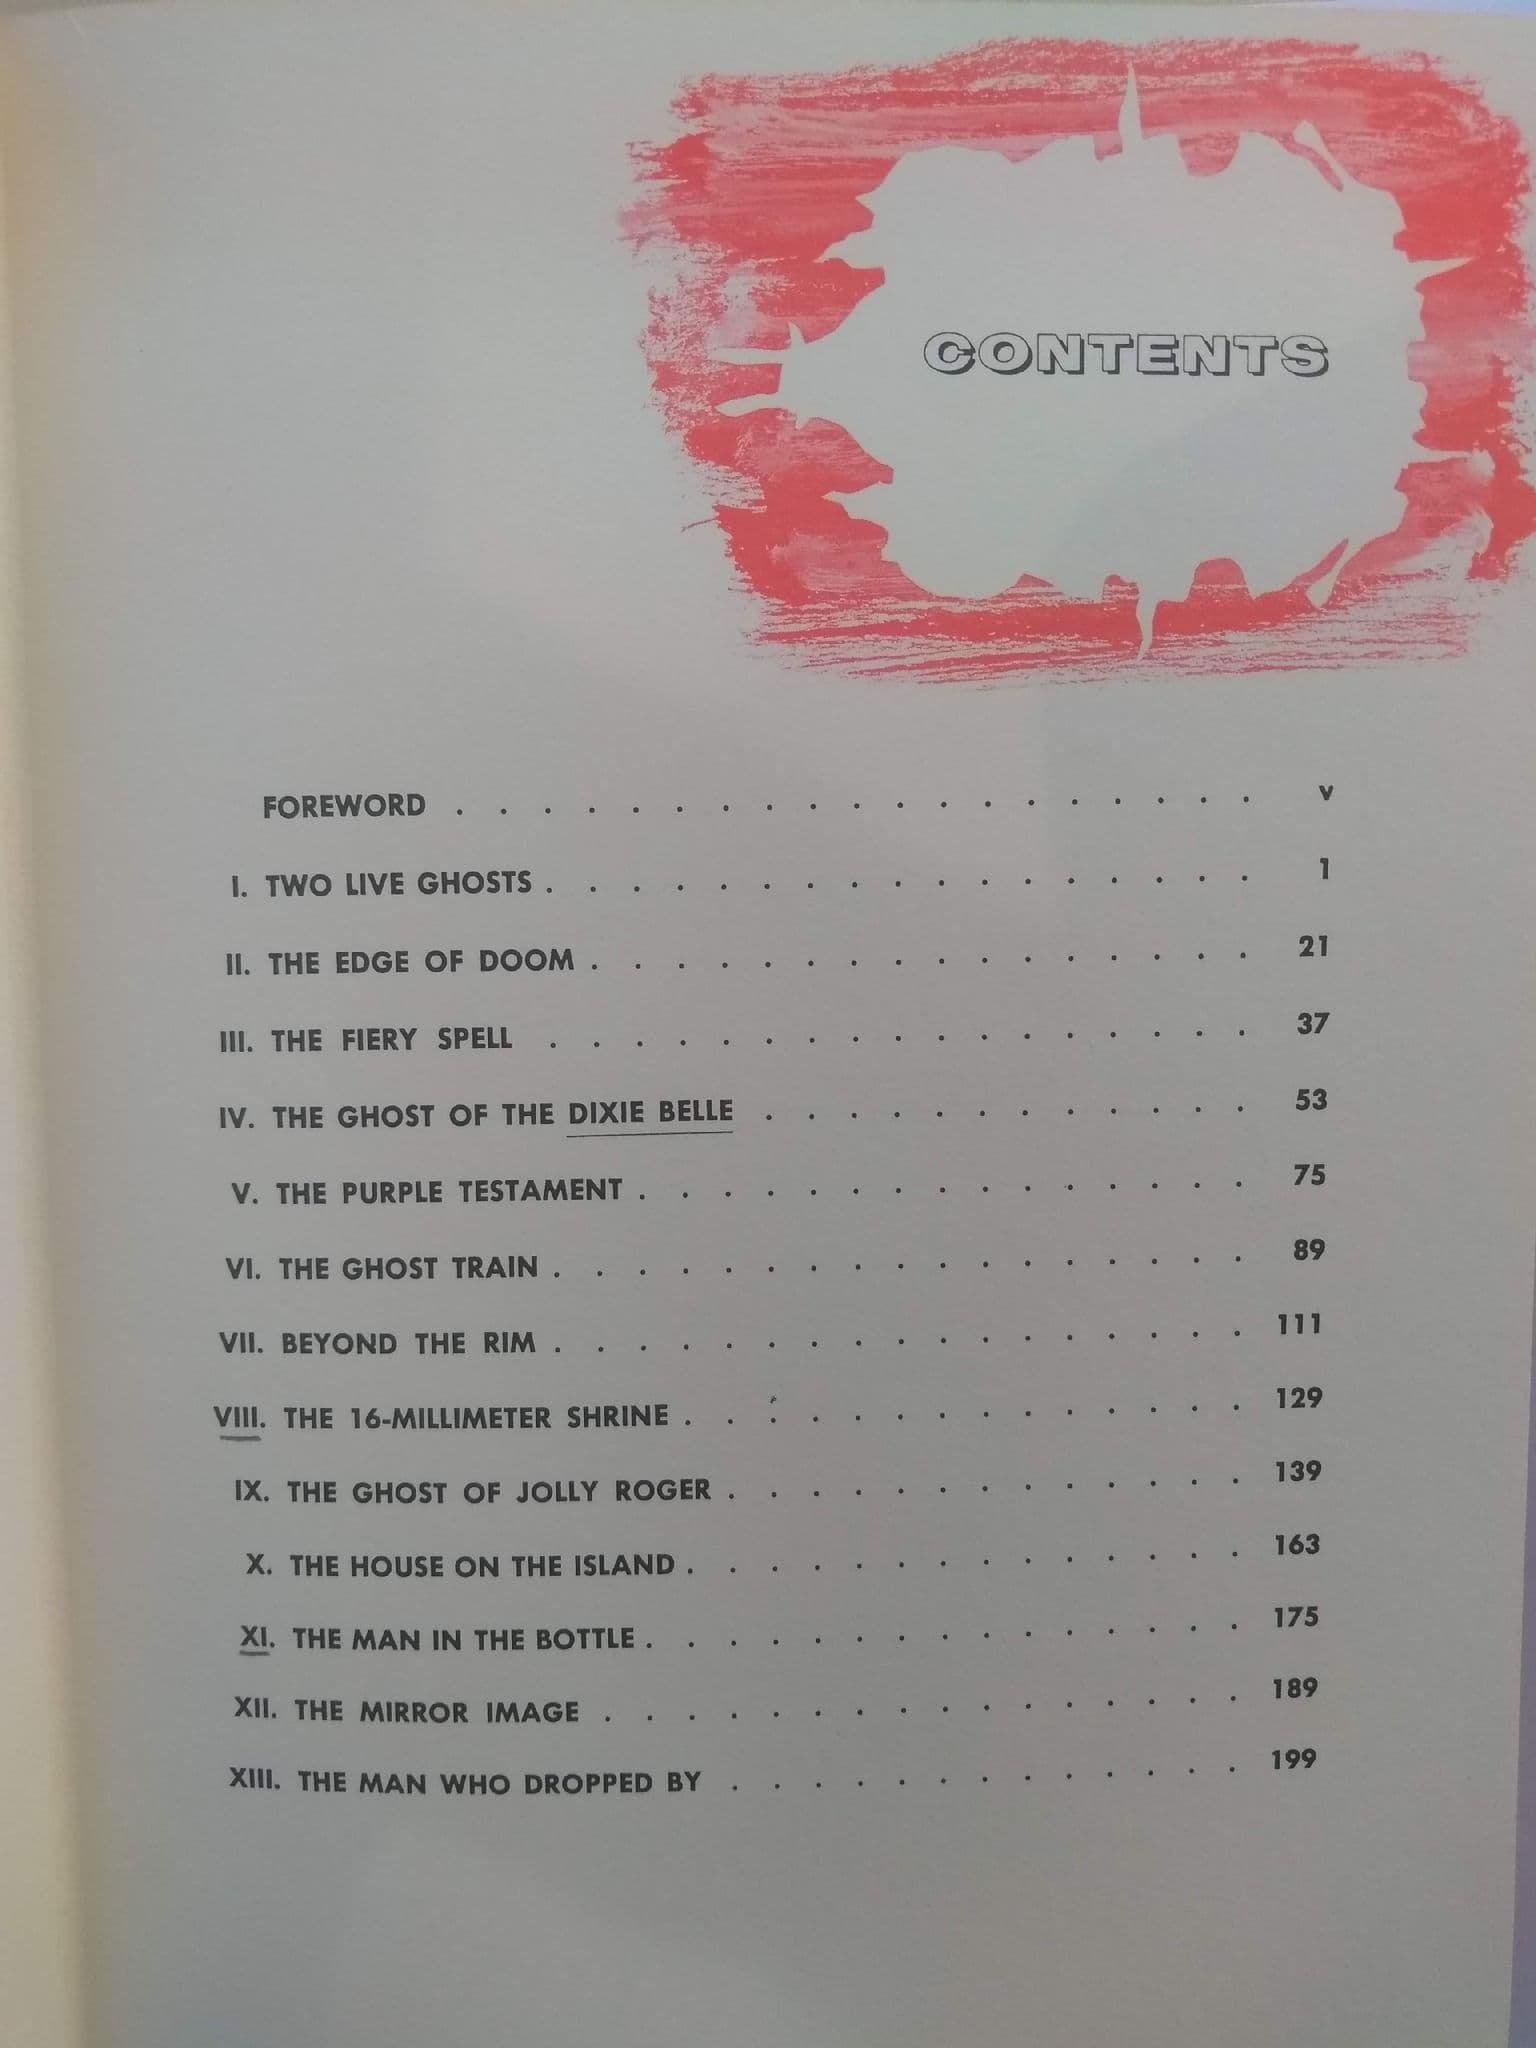 CONTENTS
FOREWORD . . . . . . . . . . . . . . . . . . . v
I. TWO LIVE GHOSTS . . . . . . . . . . . . . . . . . 1
II. THE EDGE OF DOOM . . . . . . . . . . . . . . . . 21
III. THE FIERY SPELL . . . . . . . . . . . . . . . . . 37
IV. THE GHOST OF THE DIXIE BELLE . . . . . . . . . . . . 53
V. THE PURPLE TESTAMENT . . . . . . . . . . . . . . . 75
VI. THE GHOST TRAIN . . . . . . . . . . . . . . . . . 89
VII. BEYOND THE RIM . . . . . . . . . . . . . . . . . 111
VIII. THE 16-MILLIMETER SHRINE . . . . . . . . . . . . . . 129
IX. THE GHOST OF JOLLY ROGER . . . . . . . . . . . . . 139
X. THE HOUSE ON THE ISLAND . . . . . . . . . . . . . . 163
XI. THE MAN IN THE BOTTLE . . . . . . . . . . . . . . . 175
XII. THE MIRROR IMAGE . . . . . . . . . . . . . . . . 189
XIII. THE MAN WHO DROPPED BY . . . . . . . . . . . . . 199